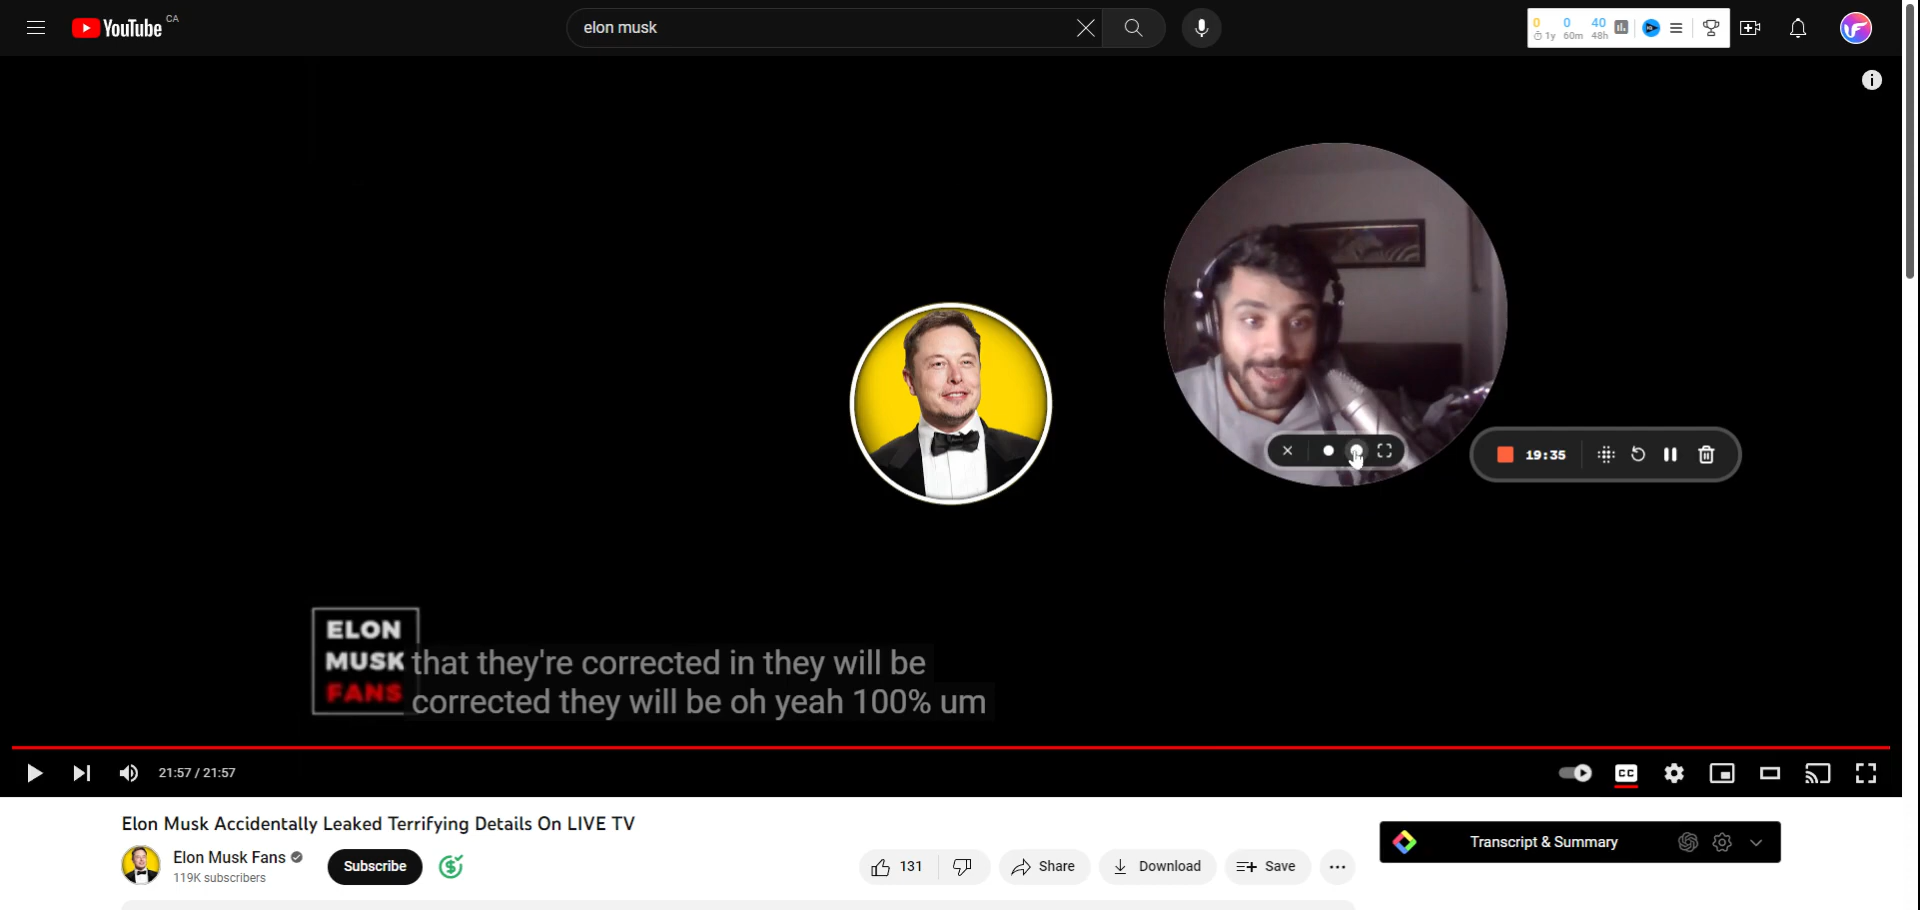 YouTube CA
elon musk
0 0 40
1y 60m 48h
19:35
ELON
MUSK
FANS
that they're corrected in they will be
corrected they will be oh yeah 100% um
21:57 / 21:57
CC
Elon Musk Accidentally Leaked Terrifying Details On LIVE TV
Elon Musk Fans
119K subscribers
Subscribe
131
Share
Download
Save
Transcript & Summary